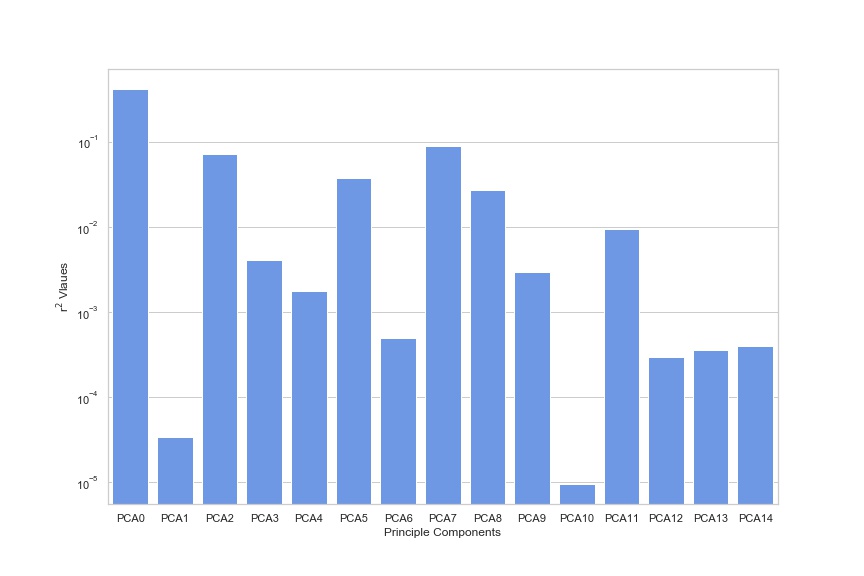 r² Vlaues
10⁻¹
10⁻²
10⁻³
10⁻⁴
10⁻⁵
PCA0 PCA1 PCA2 PCA3 PCA4 PCA5 PCA6 PCA7 PCA8 PCA9 PCA10 PCA11 PCA12 PCA13 PCA14
Principle Components